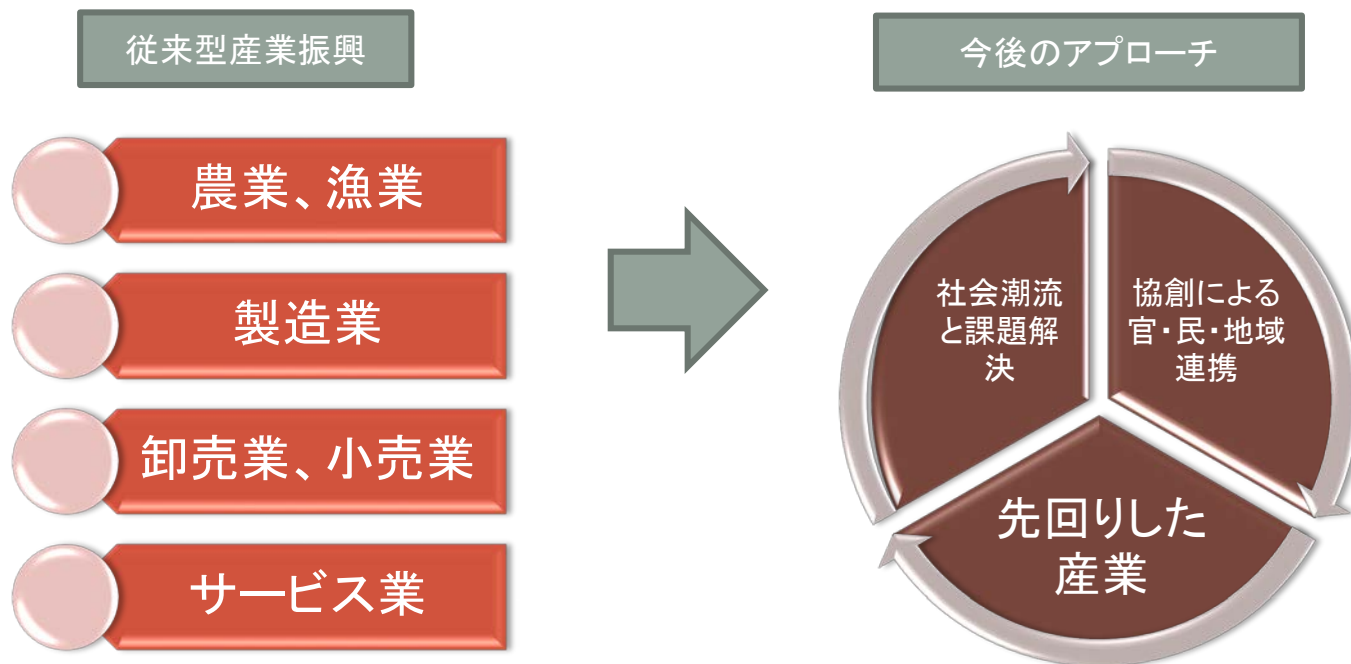 従来型産業振興
農業、漁業
製造業
卸売業、小売業
サービス業
今後のアプローチ
社会潮流
と課題解
決
協創による
官・民・地域
連携
先回りした
産業